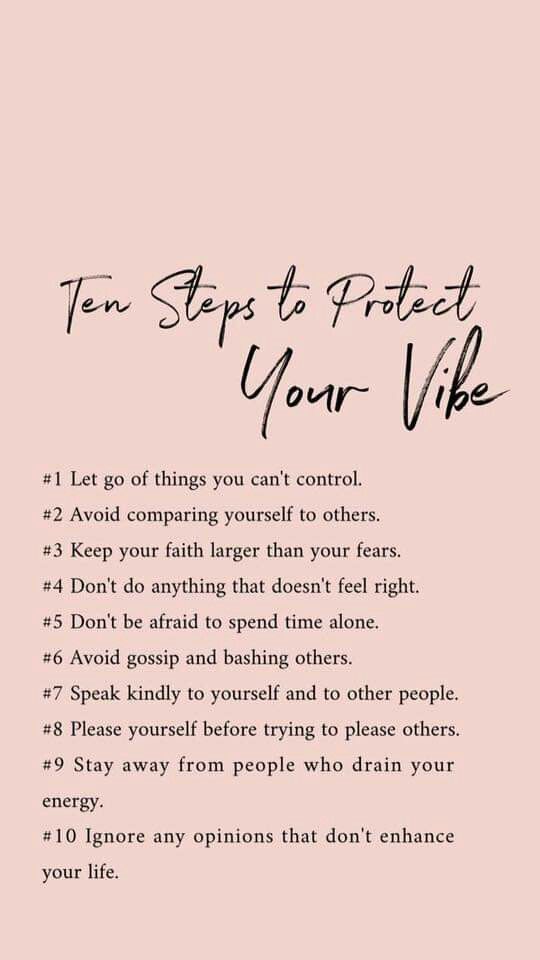 Ten Steps to Protect
Your Vibe
#1 Let go of things you can't control.
#2 Avoid comparing yourself to others.
#3 Keep your faith larger than your fears.
#4 Don't do anything that doesn't feel right.
#5 Don't be afraid to spend time alone.
#6 Avoid gossip and bashing others.
#7 Speak kindly to yourself and to other people.
#8 Please yourself before trying to please others.
#9 Stay away from people who drain your
energy.
#10 Ignore any opinions that don't enhance
your life.